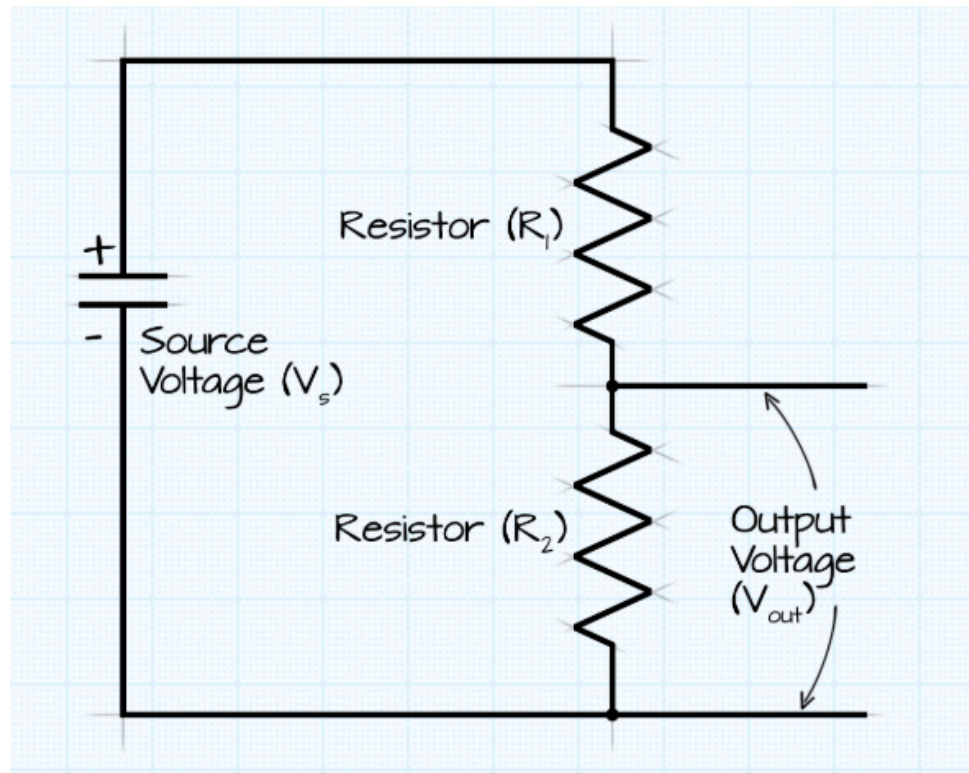 Resistor (R₁)
+
-
Source
Voltage (Vₛ)
Resistor (R₂)
Output
Voltage
(Vout)